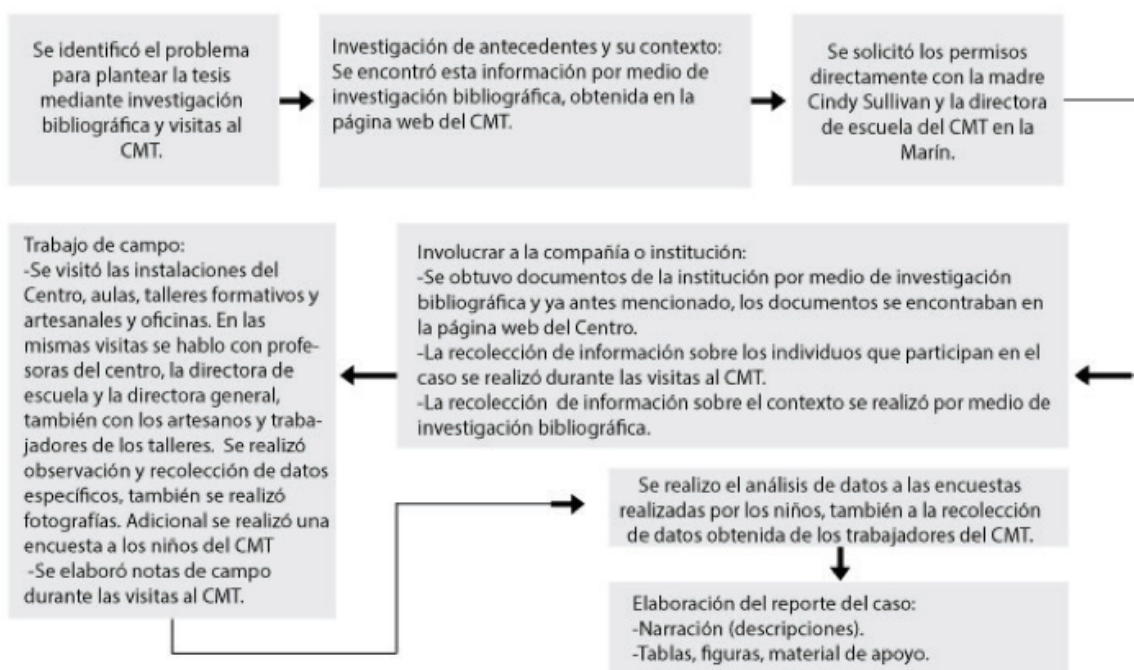 Se identificó el problema
para plantear la tesis
mediante investigación
bibliográfica y visitas al
CMT.
Investigación de antecedentes y su contexto:
Se encontró esta información por medio de
investigación bibliográfica, obtenida en la
página web del CMT.
Se solicitó los permisos
directamente con la madre
Cindy Sullivan y la directora
de escuela del CMT en la
Marín.
Involucrar a la compañía o institución:
-Se obtuvo documentos de la institución por medio de investigación
bibliográfica y ya antes mencionado, los documentos se encontraban en
la página web del Centro.
-La recolección de información sobre los individuos que participan en el
caso se realizó durante las visitas al CMT.
-La recolección de información sobre el contexto se realizó por medio de
investigación bibliográfica.
Trabajo de campo:
-Se visitó las instalaciones del
Centro, aulas, talleres formativos y
artesanales y oficinas. En las
mismas visitas se hablo con profe-
soras del centro, la directora de
escuela y la directora general,
también con los artesanos y traba-
jadores de los talleres. Se realizó
observación y recolección de datos
específicos, también se realizó
fotografías. Adicional se realizó una
encuesta a los niños del CMT
-Se elaboró notas de campo
durante las visitas al CMT.
Se realizo el análisis de datos a las encuestas
realizadas por los niños, también a la recolección
de datos obtenida de los trabajadores del CMT.
Elaboración del reporte del caso:
-Narración (descripciones).
-Tablas, figuras, material de apoyo.